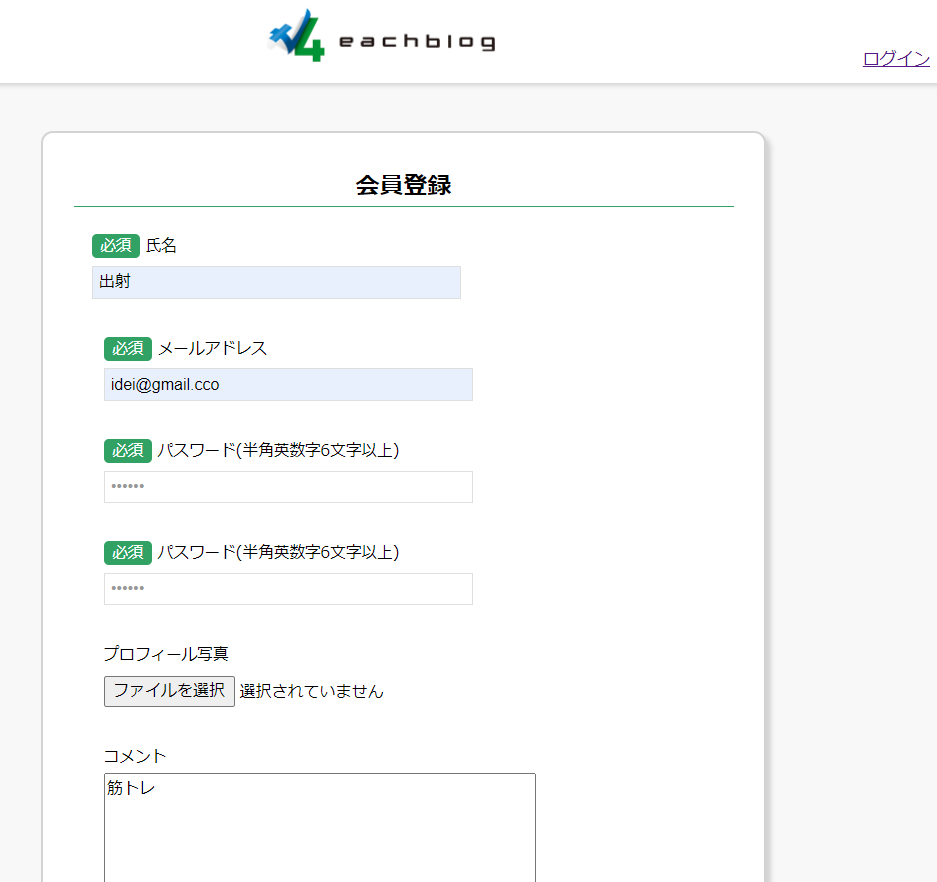 4eachblog
ログイン
会員登録
必須 氏名
出射
必須 メールアドレス
idei@gmail.cco
必須 パスワード(半角英数字6文字以上)
••••••
必須 パスワード(半角英数字6文字以上)
••••••
プロフィール写真
ファイルを選択 選択されていません
コメント
筋トレ